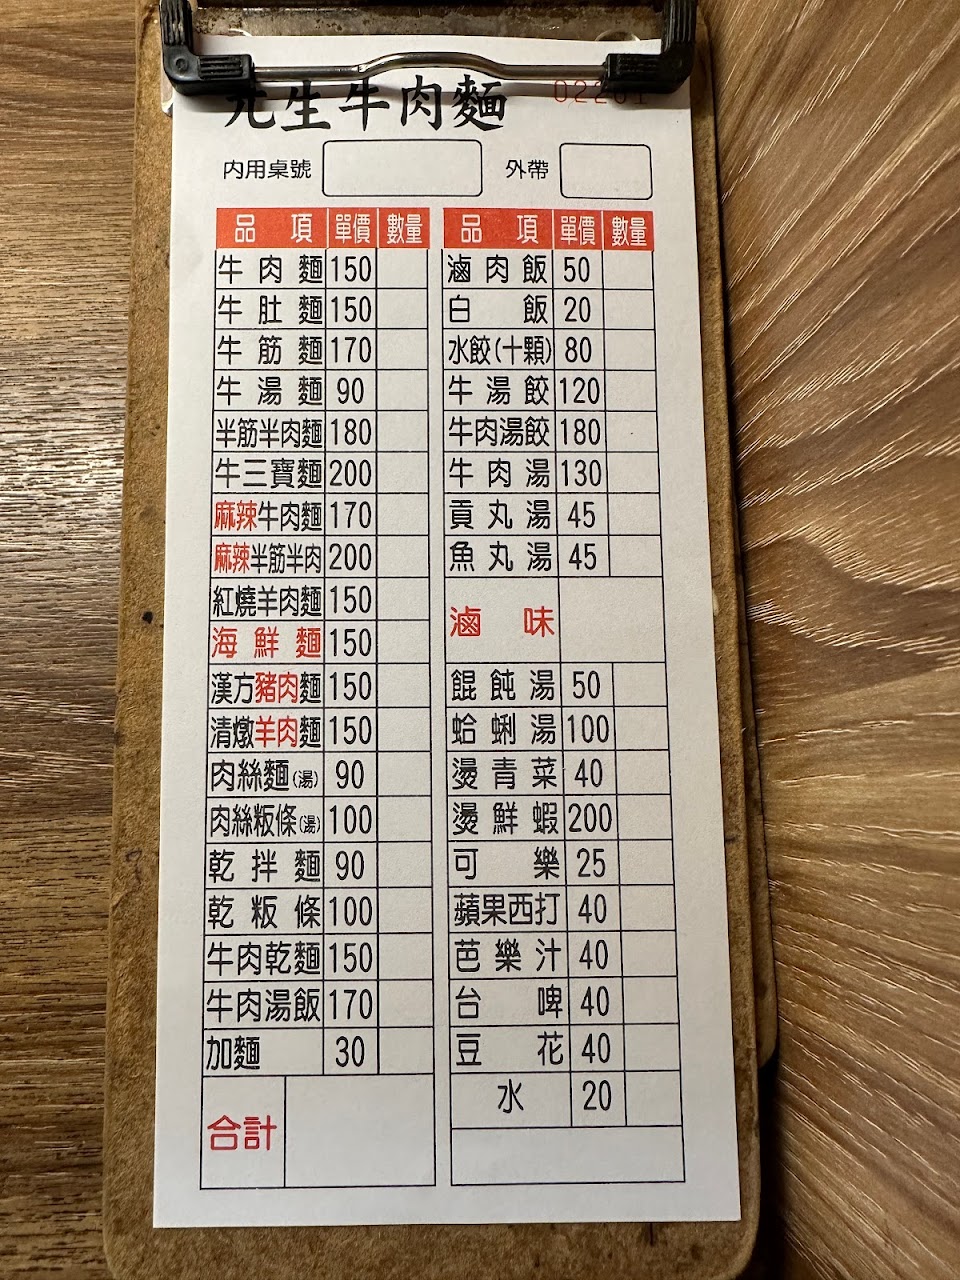 元生牛肉麵
內用桌號 外帶
品項 單價 數量
牛肉麵 150
牛肚麵 150
牛筋麵 170
牛湯麵 90
半筋半肉麵 180
牛三寶麵 200
麻辣牛肉麵 170
麻辣半筋半肉 200
紅燒羊肉麵 150
海鮮麵 150
漢方豬肉麵 150
清燉羊肉麵 150
肉絲麵(湯) 90
肉絲粄條(湯) 100
乾拌麵 90
乾粄條 100
牛肉乾麵 150
牛肉湯飯 170
加麵 30
合計
品項 單價 數量
滷肉飯 50
白飯 20
水餃(十顆) 80
牛湯餃 120
牛肉湯餃 180
牛肉湯 130
貢丸湯 45
魚丸湯 45
滷味
餛飩湯 50
蛤蜊湯 100
燙青菜 40
燙鮮蝦 200
可樂 25
蘋果西打 40
芭樂汁 40
台啤 40
豆花 40
水 20